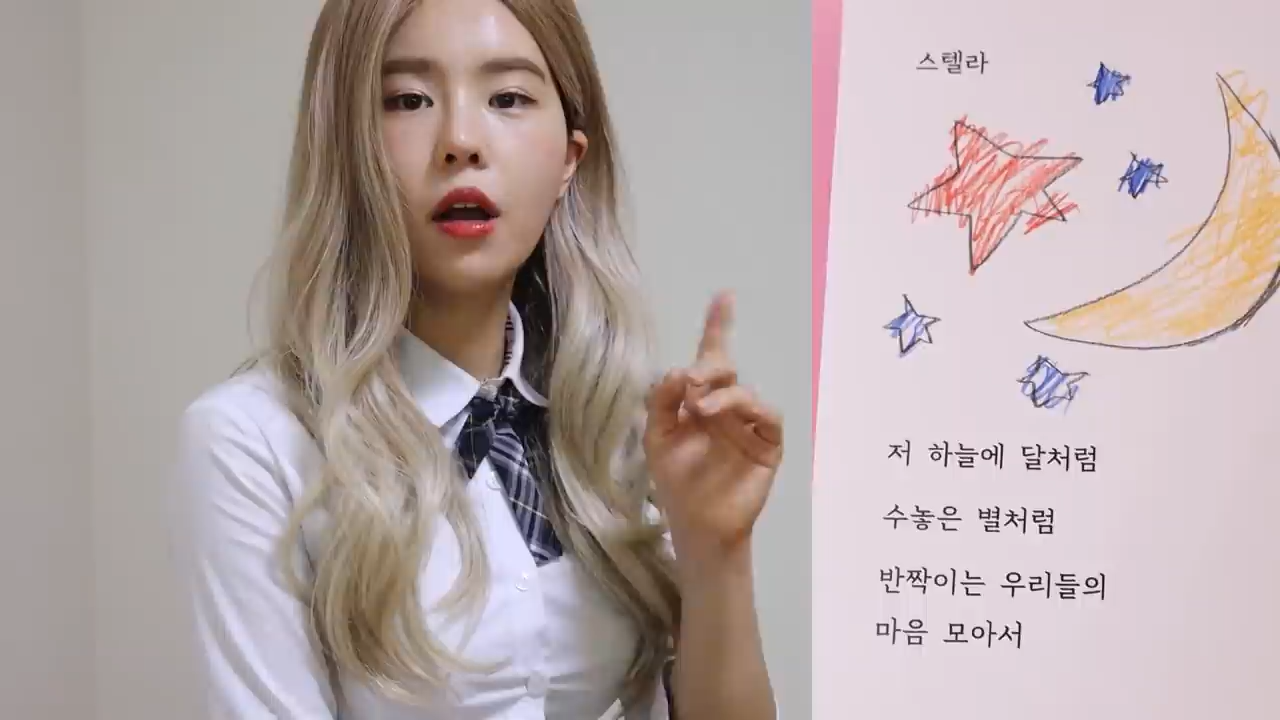 스텔라
저 하늘에 달처럼
수놓은 별처럼
반짝이는 우리들의
마음 모아서